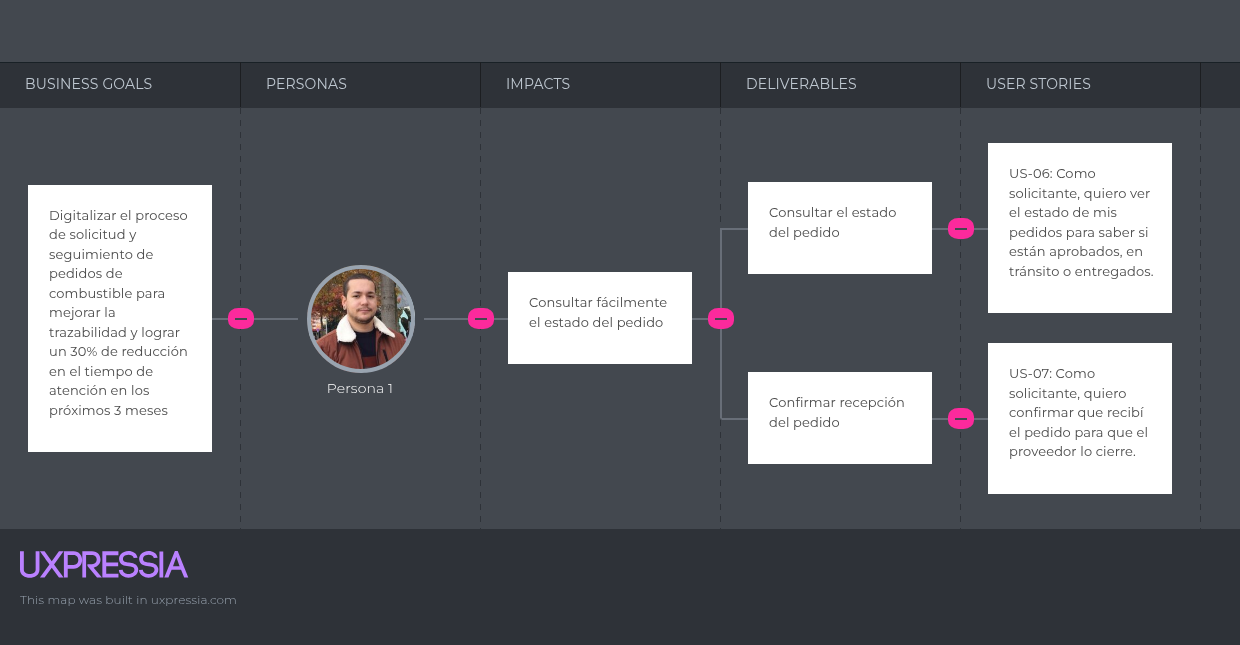 BUSINESS GOALS
PERSONAS
IMPACTS
DELIVERABLES
USER STORIES
Digitalizar el proceso
de solicitud y
seguimiento de
pedidos de
combustible para
mejorar la
trazabilidad y lograr
un 30% de reducción
en el tiempo de
atención en los
próximos 3 meses
Persona 1
Consultar fácilmente
el estado del pedido
Consultar el estado
del pedido
Confirmar recepción
del pedido
US-06: Como
solicitante, quiero ver
el estado de mis
pedidos para saber si
están aprobados, en
tránsito o entregados.
US-07: Como
solicitante, quiero
confirmar que recibí
el pedido para que el
proveedor lo cierre.
UXPRESSIA
This map was built in uxpressia.com